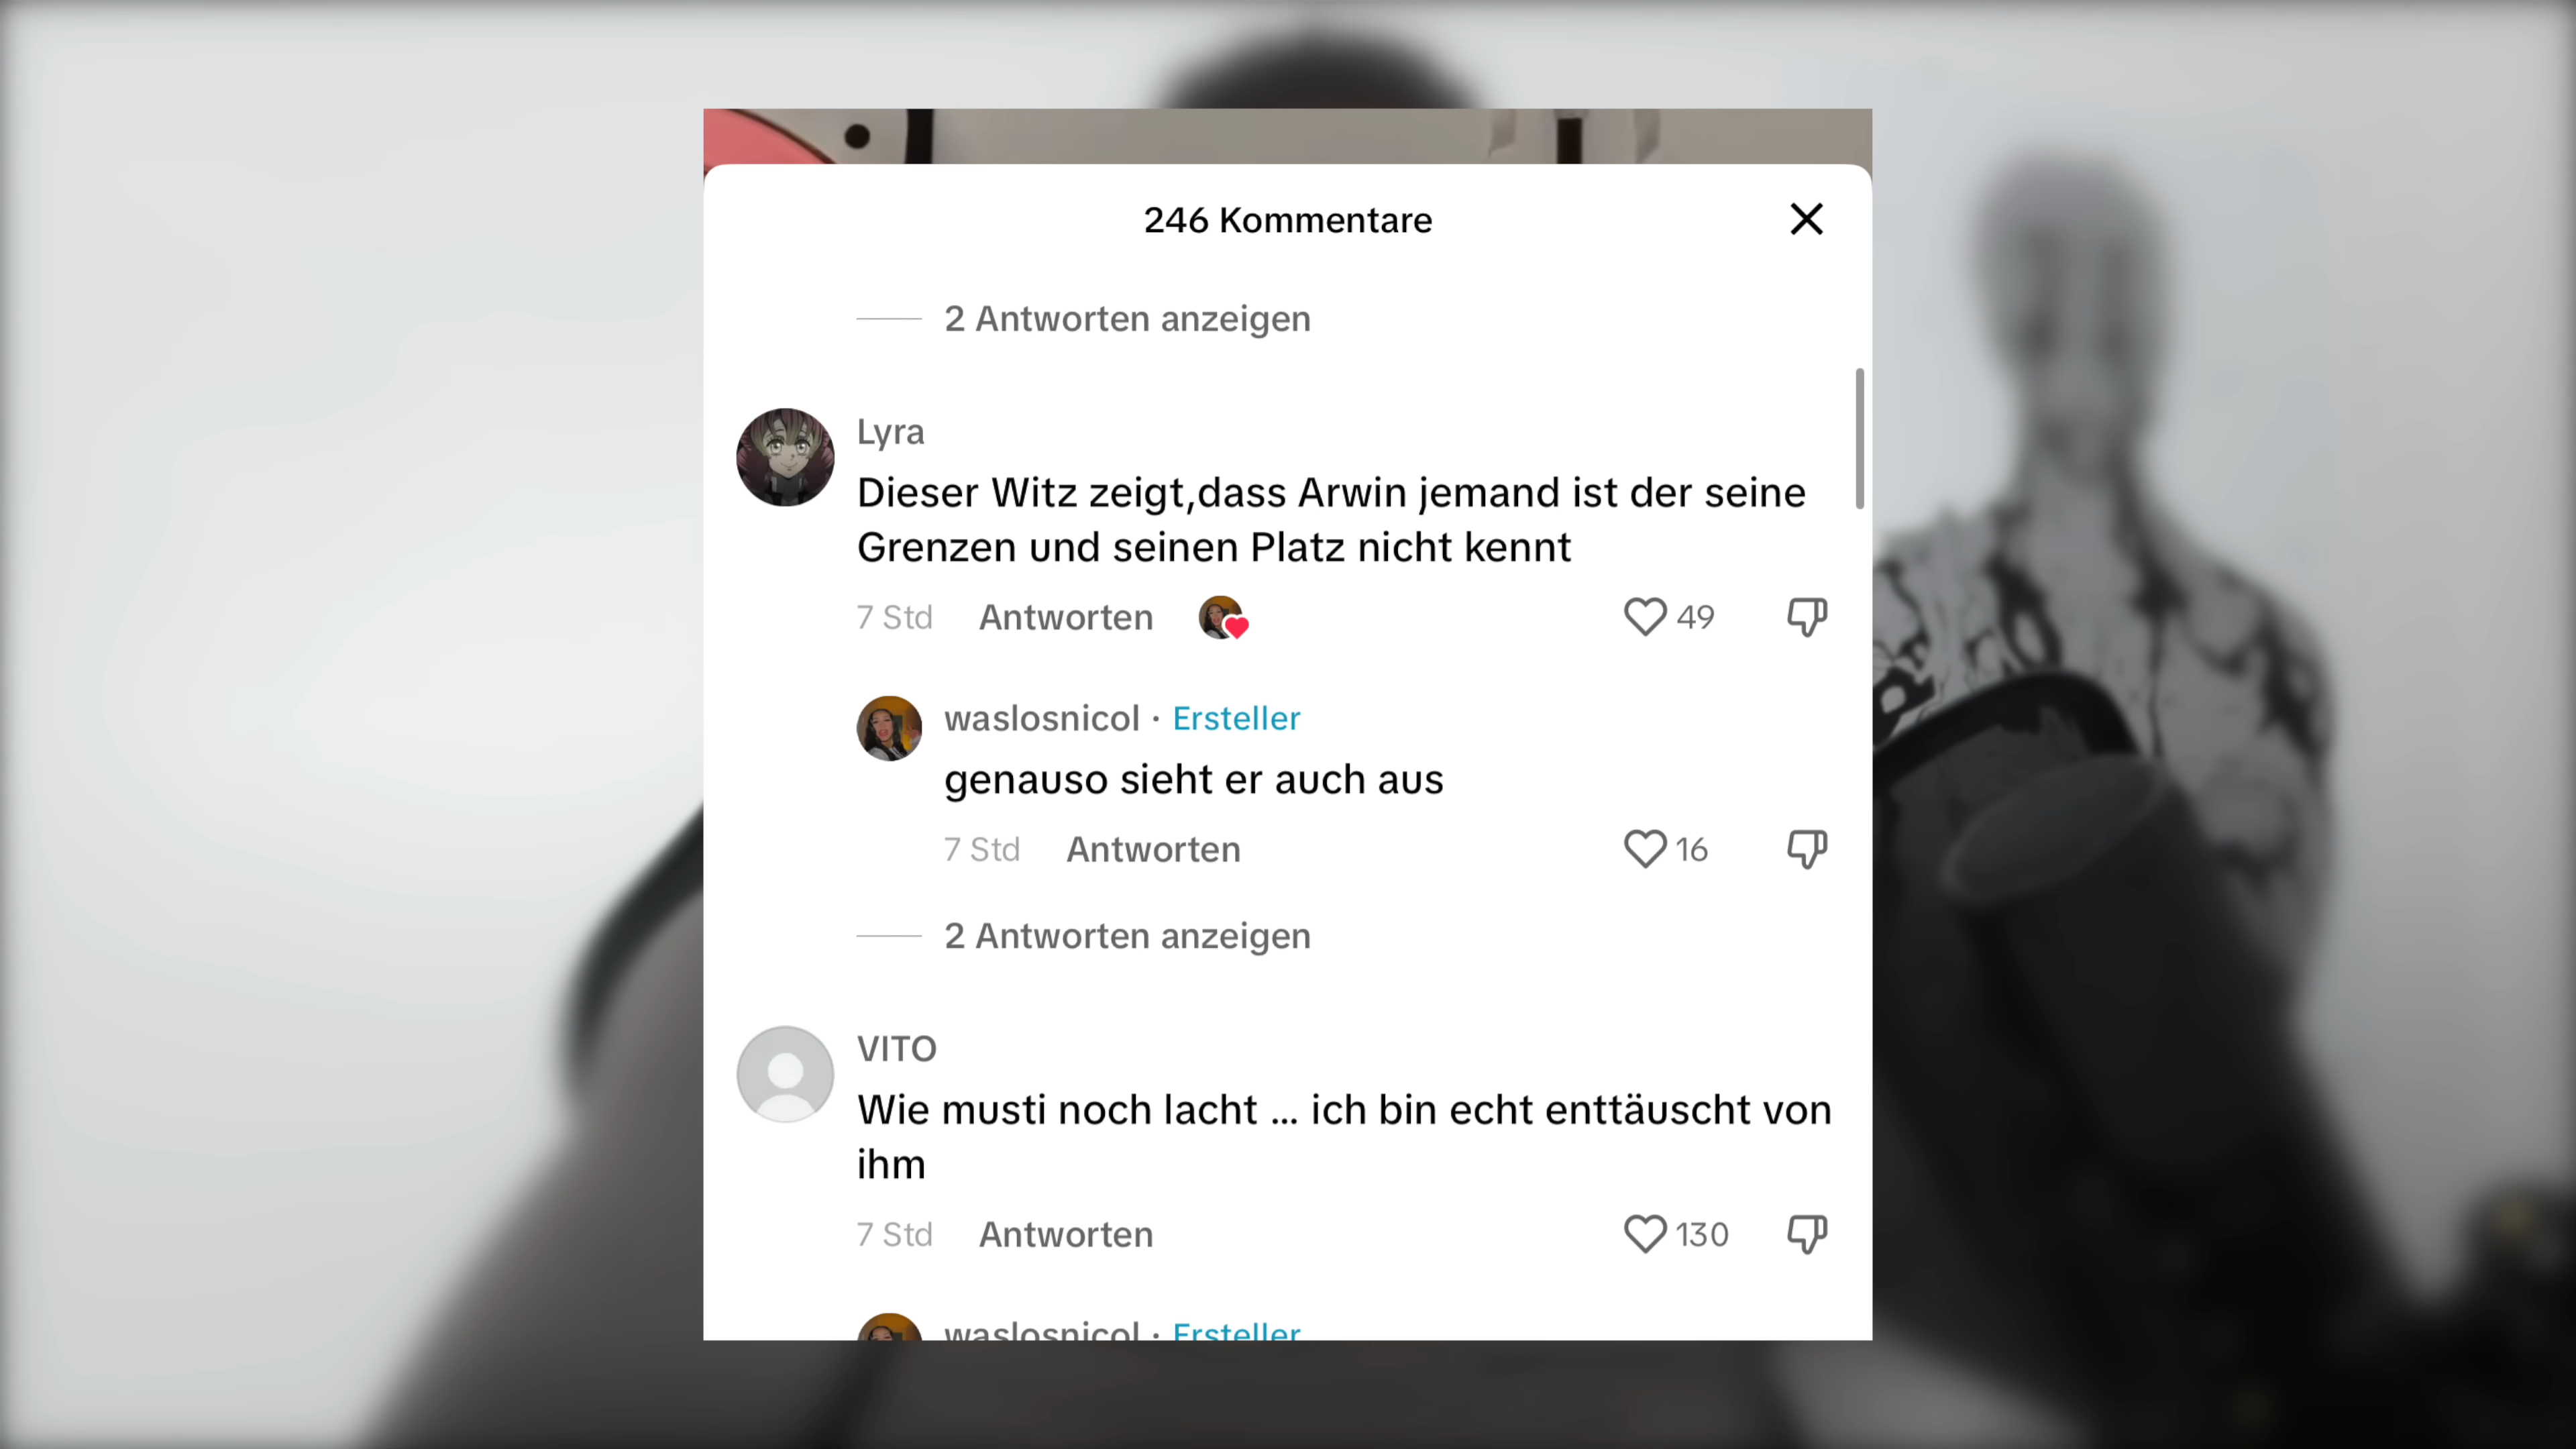 246 Kommentare
2 Antworten anzeigen
Lyra
Dieser Witz zeigt,dass Arwin jemand ist der seine
Grenzen und seinen Platz nicht kennt
7 Std Antworten 49
waslosnicol · Ersteller
genauso sieht er auch aus
7 Std Antworten 16
2 Antworten anzeigen
VITO
Wie musti noch lacht ... ich bin echt enttäuscht von
ihm
7 Std Antworten 130
waslosnicol · Ersteller